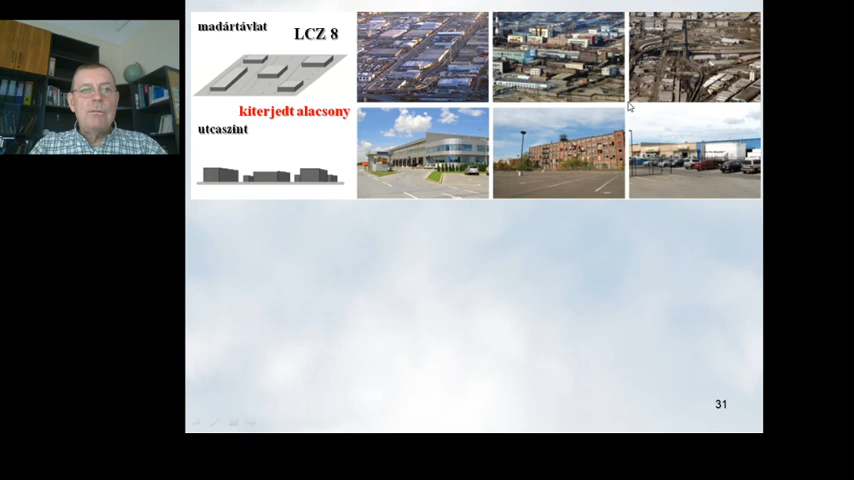 madártávlat
LCZ 8
kiterjedt alacsony
utcaszint
31